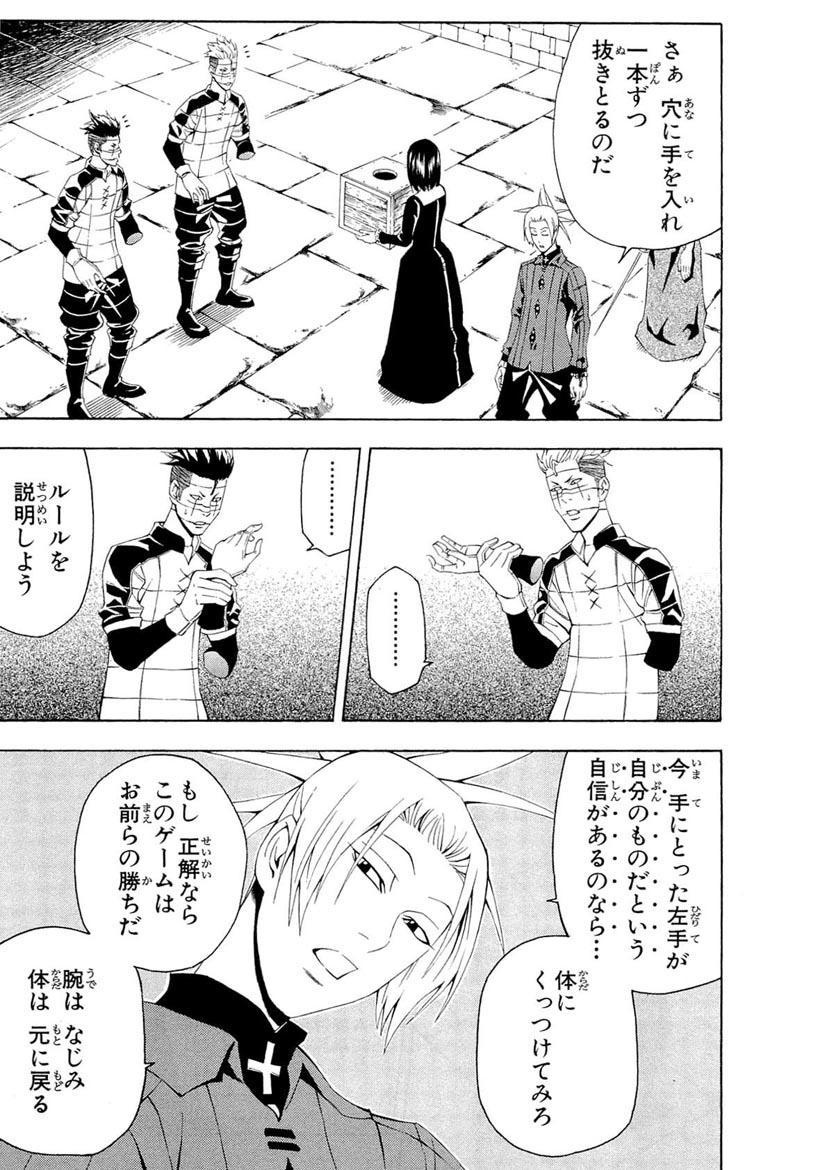 さぁ 穴に手を入れ
一本ずつ
抜きとるのだ
…………
…………
ルールを
説明しよう
今 手にとった左手が
自分のものだという
自信があるのなら…
体に
くっつけてみろ
もし 正解なら
このゲームは
お前らの勝ちだ
腕は なじみ
体は 元に戻る